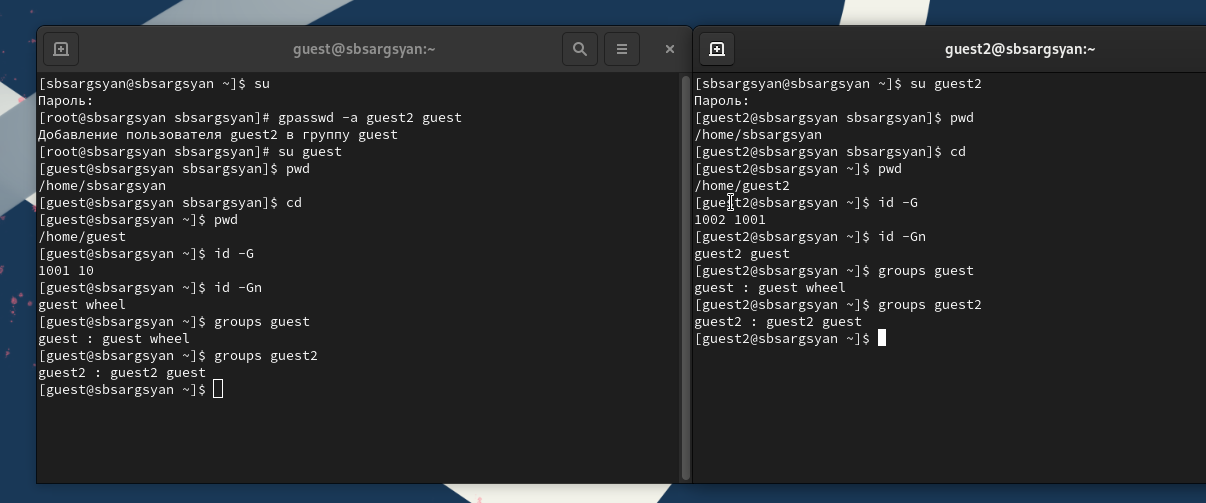 guest@sbsargsyan:~
[sbsargsyan@sbsargsyan ~]$ su
Пароль:
[root@sbsargsyan sbsargsyan]# gpasswd -a guest2 guest
Добавление пользователя guest2 в группу guest
[root@sbsargsyan sbsargsyan]# su guest
[guest@sbsargsyan sbsargsyan]$ pwd
/home/sbsargsyan
[guest@sbsargsyan sbsargsyan]$ cd
[guest@sbsargsyan ~]$ pwd
/home/guest
[guest@sbsargsyan ~]$ id -G
1001 10
[guest@sbsargsyan ~]$ id -Gn
guest wheel
[guest@sbsargsyan ~]$ groups guest
guest : guest wheel
[guest@sbsargsyan ~]$ groups guest2
guest2 : guest2 guest
[guest@sbsargsyan ~]$
guest2@sbsargsyan:~
[sbsargsyan@sbsargsyan ~]$ su guest2
Пароль:
[guest2@sbsargsyan sbsargsyan]$ pwd
/home/sbsargsyan
[guest2@sbsargsyan sbsargsyan]$ cd
[guest2@sbsargsyan ~]$ pwd
/home/guest2
[guest2@sbsargsyan ~]$ id -G
1002 1001
[guest2@sbsargsyan ~]$ id -Gn
guest2 guest
[guest2@sbsargsyan ~]$ groups guest
guest : guest wheel
[guest2@sbsargsyan ~]$ groups guest2
guest2 : guest2 guest
[guest2@sbsargsyan ~]$